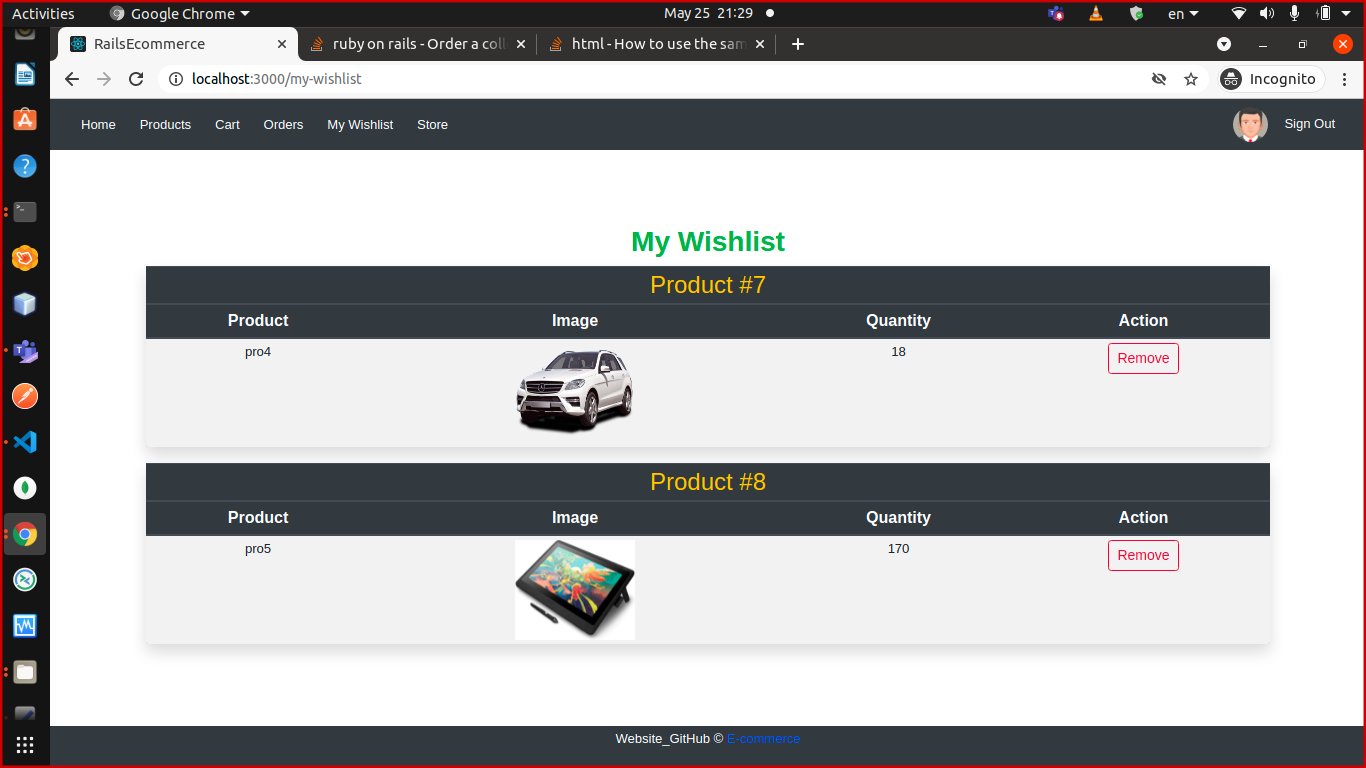 Activities Google Chrome May 25 21:29 en
RailsEcommerce ruby on rails - Order a coll html - How to use the sam
localhost:3000/my-wishlist Incognito
Home Products Cart Orders My Wishlist Store Sign Out
My Wishlist
Product #7
Product Image Quantity Action
pro4 18 Remove
Product #8
Product Image Quantity Action
pro5 170 Remove
Website_GitHub © E-commerce